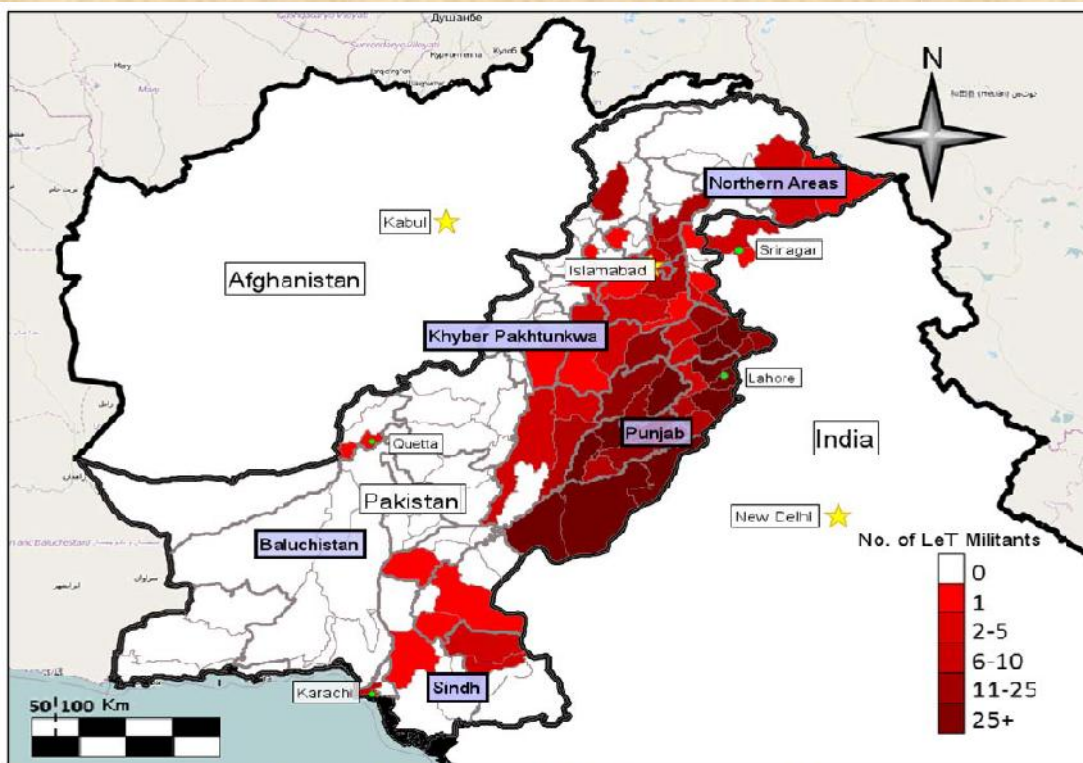 Душанбе
Mary
N
Northern Areas
Kabul
Srinagar
Islamabad
Afghanistan
Khyber Pakhtunkwa
Lahore
Punjab
India
Quetta
Pakistan
New Delhi
Baluchistan
No. of LeT Militants
0
1
2-5
6-10
11-25
25+
Karachi
Sindh
50 100 Km